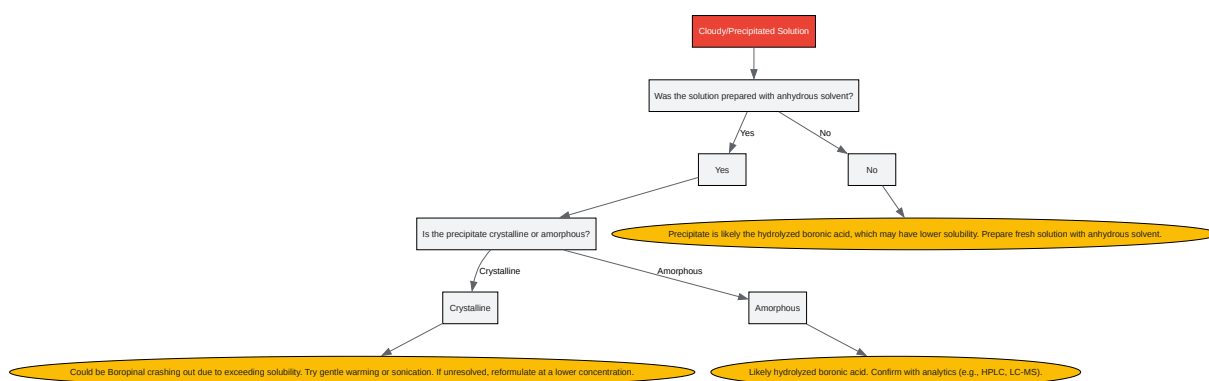 Cloudy/Precipitated Solution
Was the solution prepared with anhydrous solvent?
Yes
No
Yes
No
Is the precipitate crystalline or amorphous?
Precipitate is likely the hydrolyzed boronic acid, which may have lower solubility. Prepare fresh solution with anhydrous solvent.
Crystalline
Amorphous
Crystalline
Amorphous
Could be Boropinal crashing out due to exceeding solubility. Try gentle warming or sonication. If unresolved, reformulate at a lower concentration.
Likely hydrolyzed boronic acid. Confirm with analytics (e.g., HPLC, LC-MS).